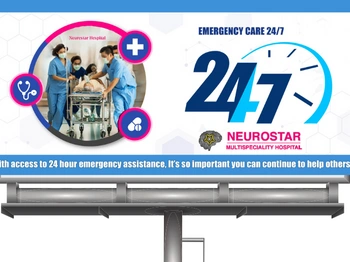 Neurostar Hospital
EMERGENCY CARE 24/7
24/7
NEUROSTAR
MULTISPECIALITY HOSPITAL
ith access to 24 hour emergency assistance. It's so important you can continue to help others